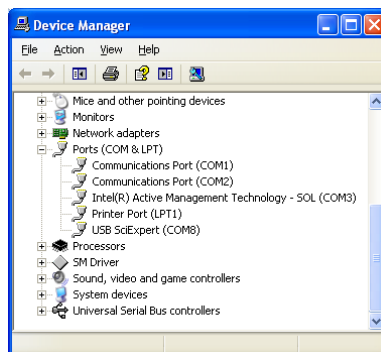 Device Manager
File Action View Help
Mice and other pointing devices
Monitors
Network adapters
Ports (COM & LPT)
Communications Port (COM1)
Communications Port (COM2)
Intel(R) Active Management Technology - SOL (COM3)
Printer Port (LPT1)
USB SciExpert (COM8)
Processors
SM Driver
Sound, video and game controllers
System devices
Universal Serial Bus controllers